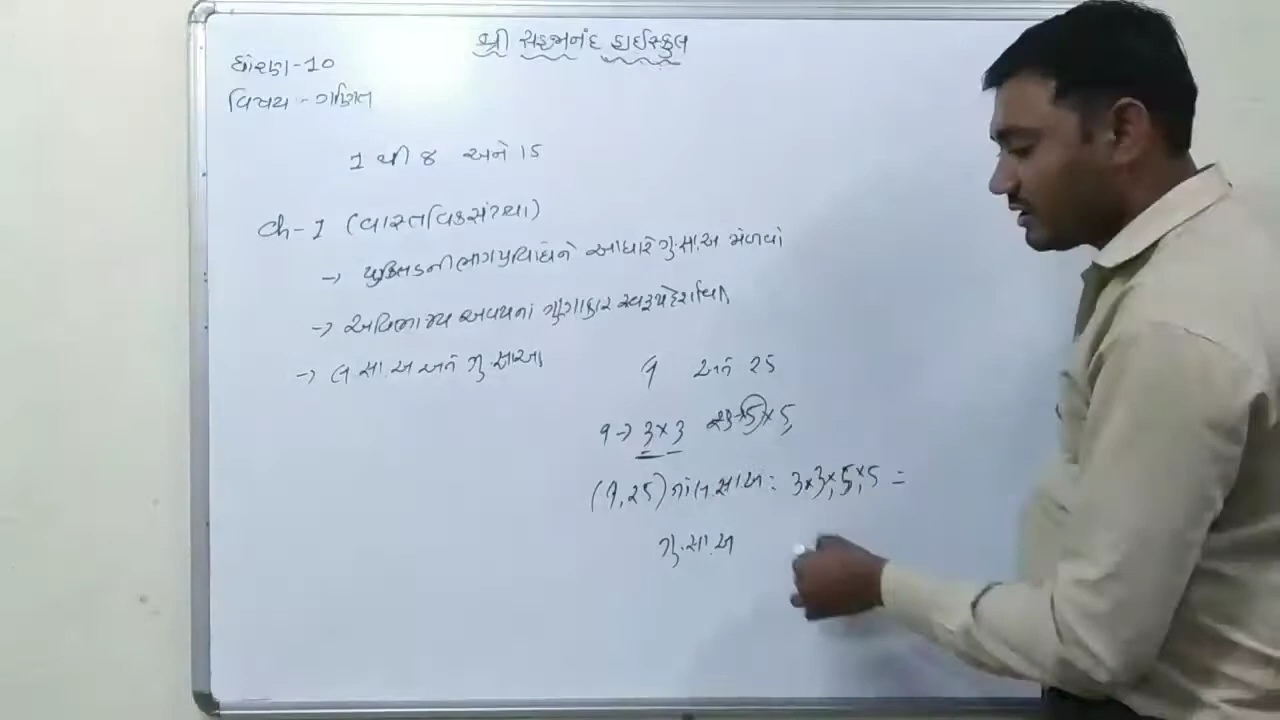 શ્રી સહજાનંદ હાઈસ્કુલ
ધોરણ-10
વિષય - ગણિત
1 થી 8 અને 15
Ch-1 (વાસ્તવિક સંખ્યા)
→ યુક્લિડની ભાગપ્રવિધિને આધારે ગુ.સા.અ મેળવો
→ અવિભાજ્ય અવયવનાં ગુણાકાર સ્વરૂપે દર્શાવો
→ લ.સા.અ અને ગુ.સા.અ
9 અને 25
9 → 3×3 5×5
(9,25) નાં લ.સા.અ : 3×3×5×5 =
ગુ.સા.અ